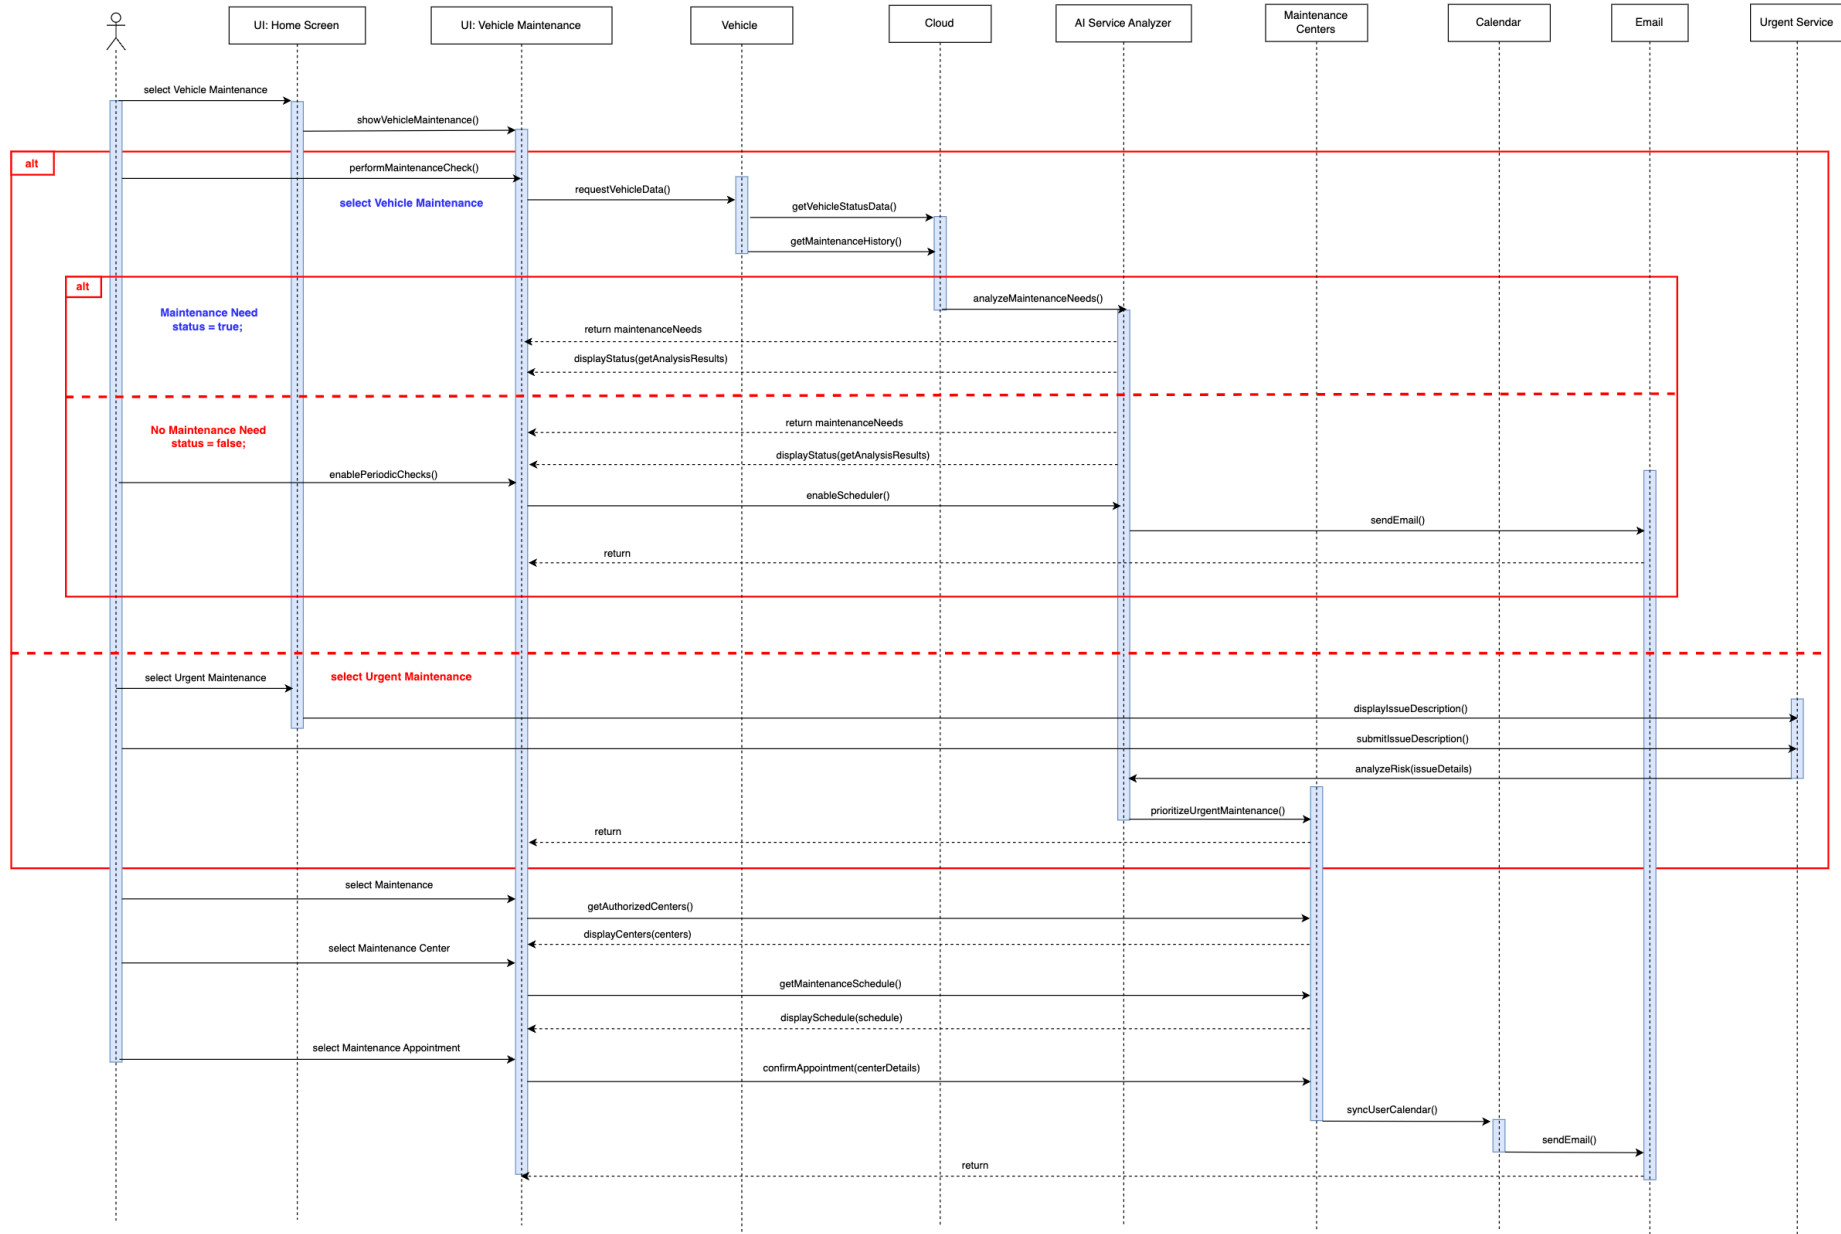 UI: Home Screen
UI: Vehicle Maintenance
Vehicle
Cloud
AI Service Analyzer
Maintenance
Centers
Calendar
Email
Urgent Service
select Vehicle Maintenance
showVehicleMaintenance()
alt
performMaintenanceCheck()
requestVehicleData()
select Vehicle Maintenance
getVehicleStatusData()
getMaintenanceHistory()
alt
analyzeMaintenanceNeeds()
Maintenance Need
status = true;
return maintenanceNeeds
displayStatus(getAnalysisResults)
No Maintenance Need
status = false;
return maintenanceNeeds
displayStatus(getAnalysisResults)
enablePeriodicChecks()
enableScheduler()
sendEmail()
return
select Urgent Maintenance
select Urgent Maintenance
displayIssueDescription()
submitIssueDescription()
analyzeRisk(issueDetails)
prioritizeUrgentMaintenance()
return
select Maintenance
getAuthorizedCenters()
displayCenters(centers)
select Maintenance Center
getMaintenanceSchedule()
displaySchedule(schedule)
select Maintenance Appointment
confirmAppointment(centerDetails)
syncUserCalendar()
sendEmail()
return